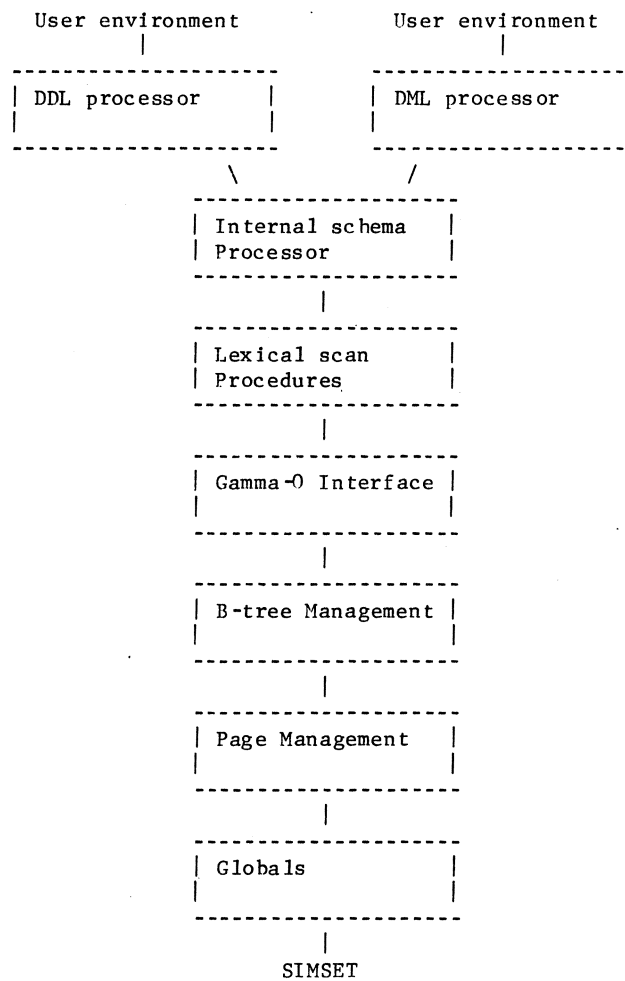 User environment User environment
DDL processor DML processor
Internal schema
Processor
Lexical scan
Procedures
Gamma-0 Interface
B-tree Management
Page Management
Globals
SIMSET